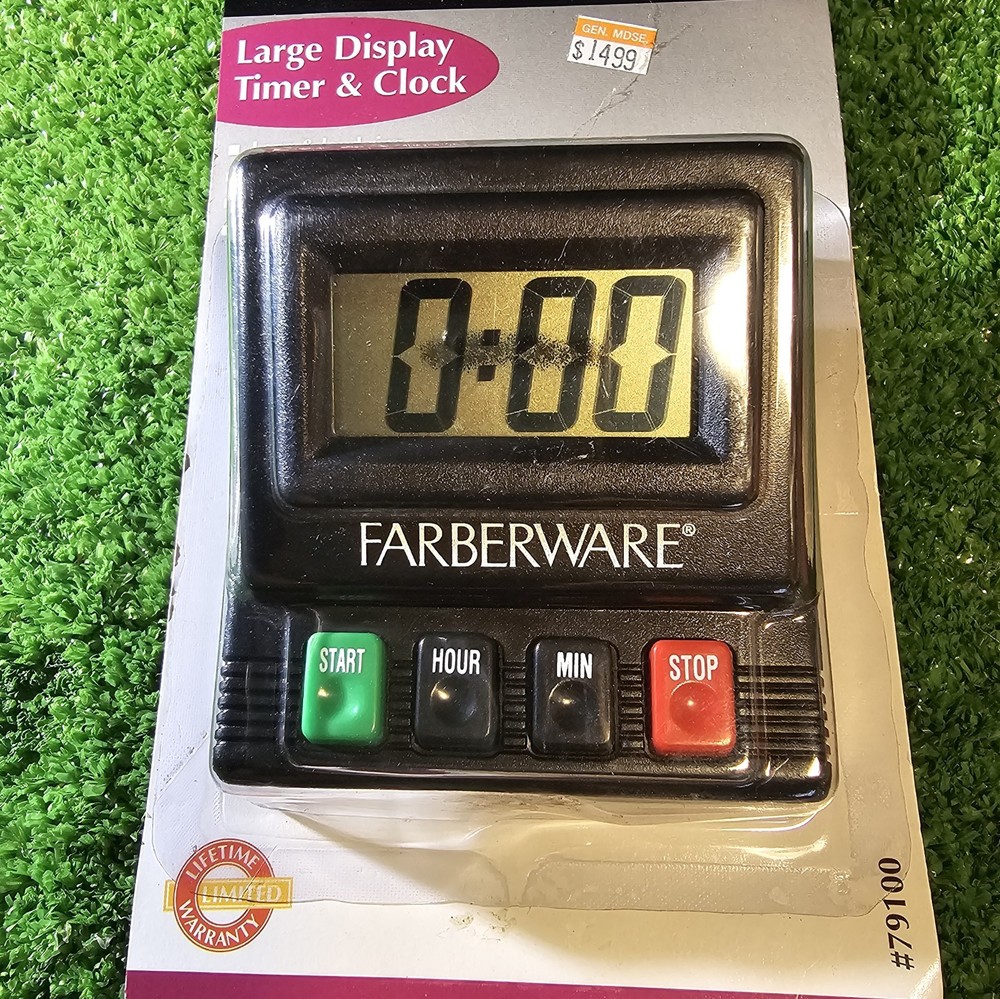 Large Display
Timer & Clock
GEN. MDSE.
$14.99
0:00
FARBERWARE®
START
HOUR
MIN
STOP
LIFETIME
LIMITED
WARRANTY
#79100